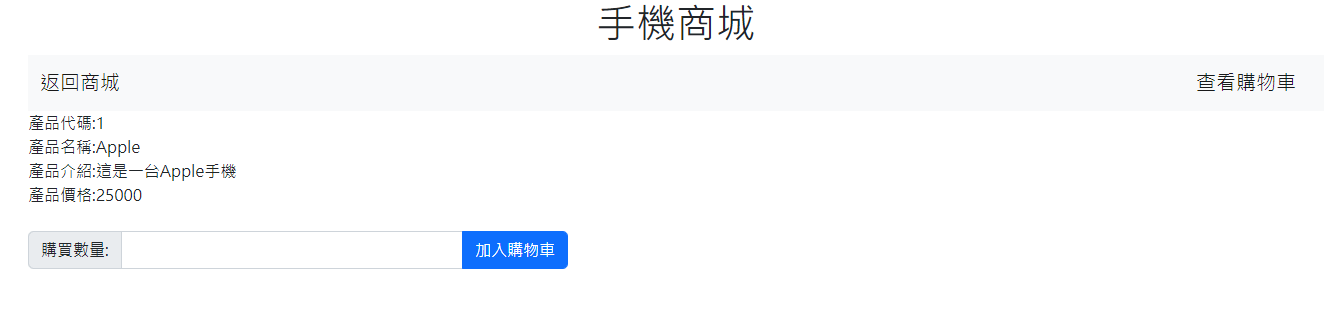 手機商城
返回商城 查看購物車
產品代碼:1
產品名稱:Apple
產品介紹:這是一台Apple手機
產品價格:25000
購買數量: 加入購物車